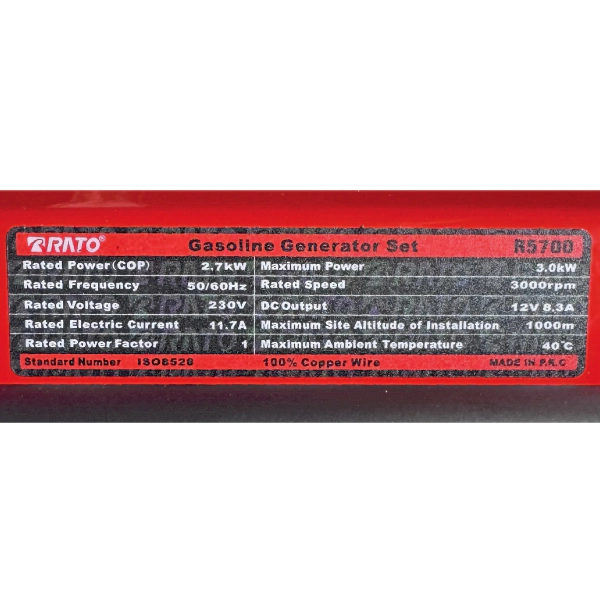 RATO® Gasoline Generator Set R5700
Rated Power(COP) 2,7kW Maximum Power 3.0kW
Rated Frequency 50/60Hz Rated Speed 3000rpm
Rated Voltage 230V DC Output 12V 8.3A
Rated Electric Current 11.7A Maximum Site Altitude of Installation 1000m
Rated Power Factor 1 Maximum Ambient Temperature 40℃
Standard Number ISO8528 100% Copper Wire MADE IN P.R.C